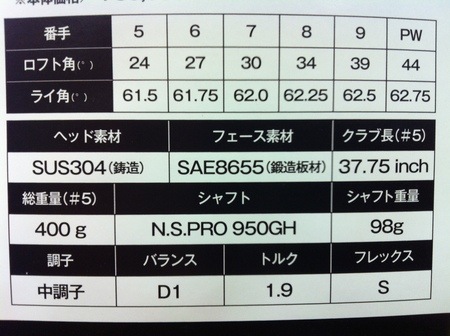 ※本体価格
番手 5 6 7 8 9 PW
ロフト角(°) 24 27 30 34 39 44
ライ角(°) 61.5 61.75 62.0 62.25 62.5 62.75
ヘッド素材 フェース素材 クラブ長(#5)
SUS304(鋳造) SAE8655(鍛造板材) 37.75 inch
総重量(#5) シャフト シャフト重量
400 g N.S.PRO 950GH 98g
調子 バランス トルク フレックス
中調子 D1 1.9 S